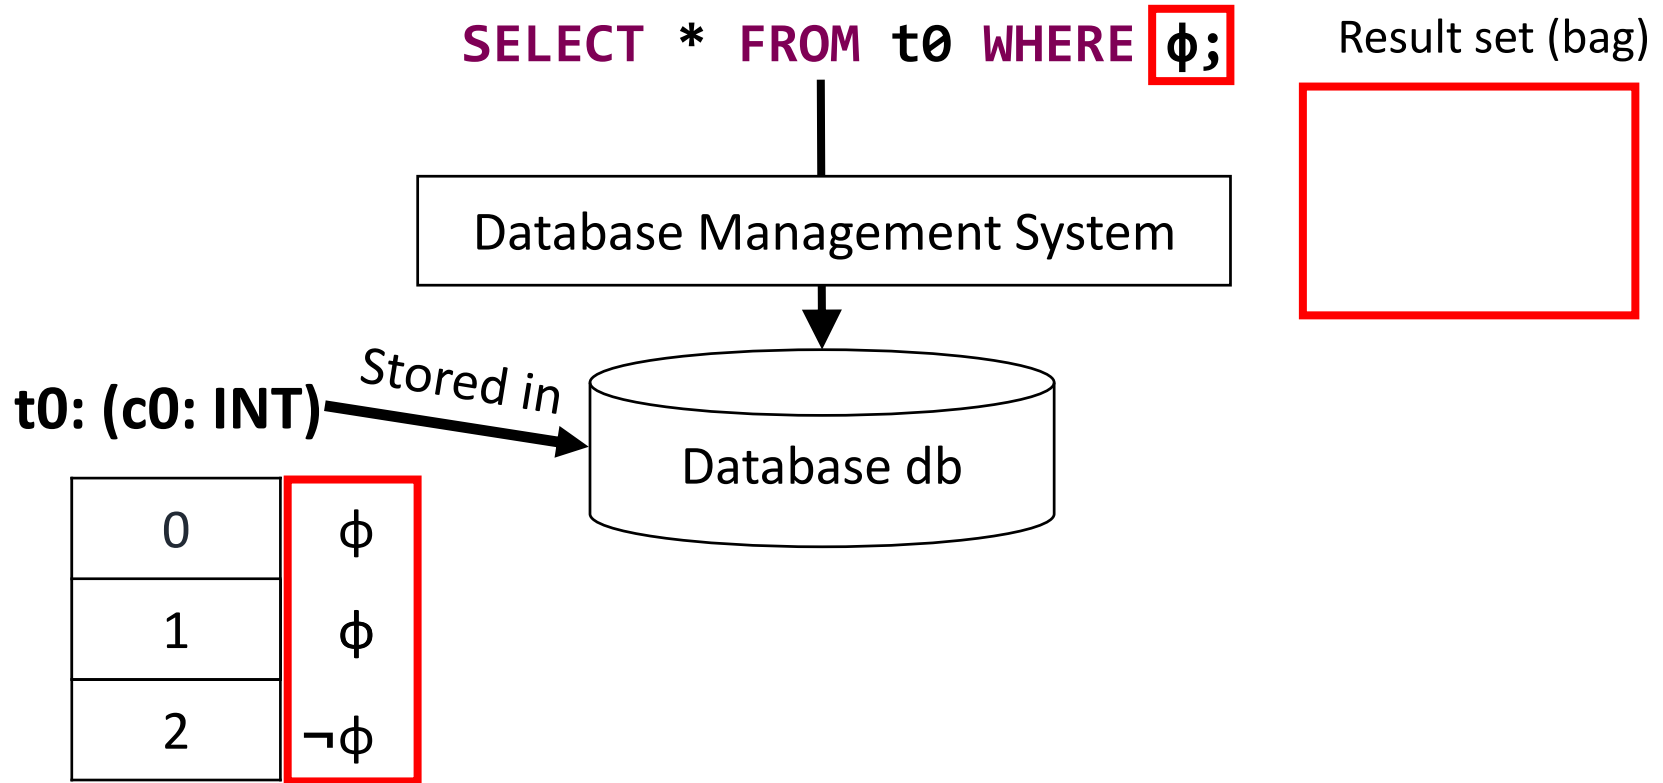 SELECT * FROM t0 WHERE ϕ;
Result set (bag)
Database Management System
Stored in
t0: (c0: INT)
Database db
0 ϕ
1 ϕ
2 ¬ϕ